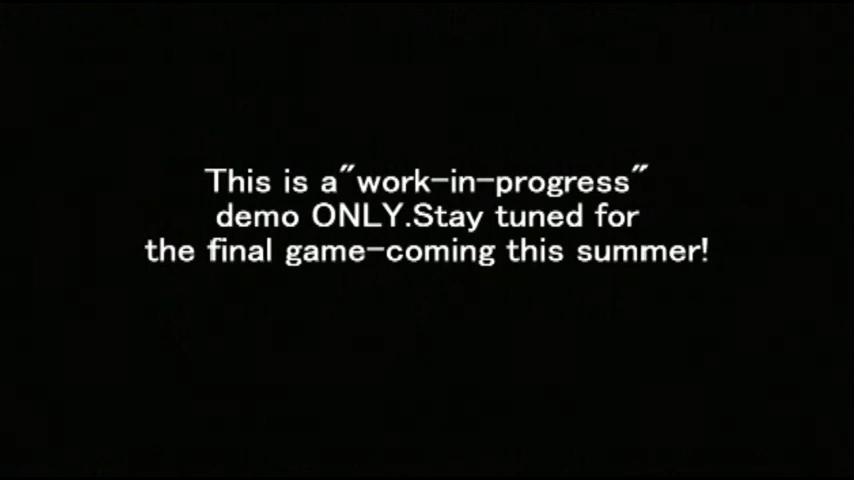 This is a"work-in-progress"
demo ONLY.Stay tuned for
the final game-coming this summer!